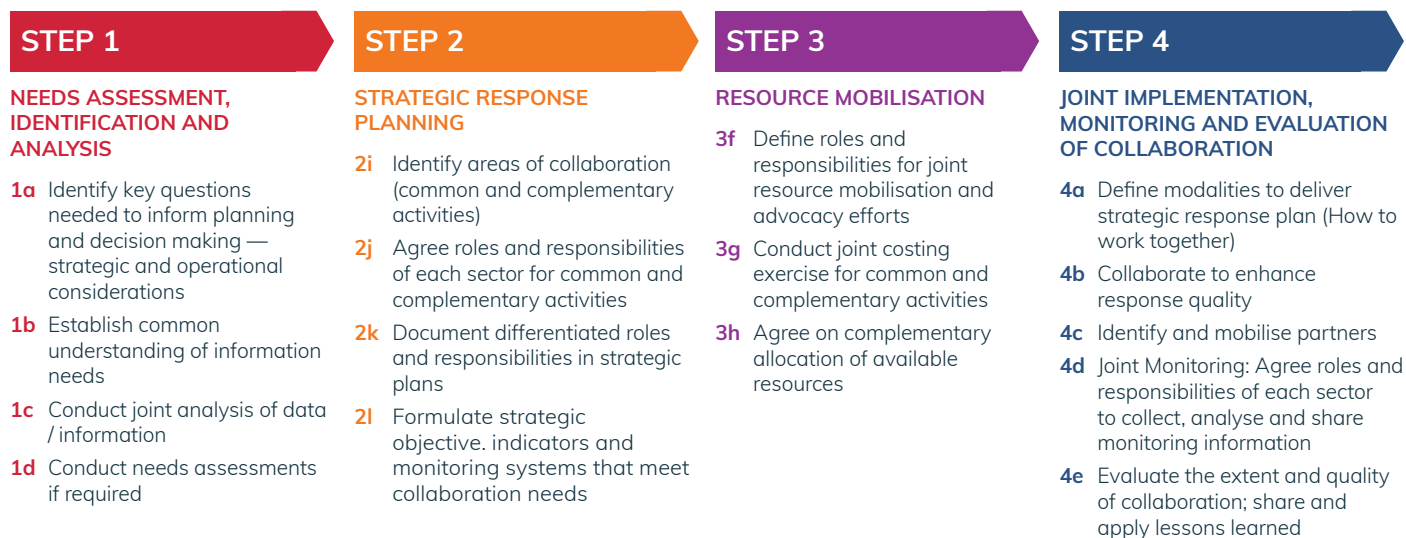 STEP 1
NEEDS ASSESSMENT,
IDENTIFICATION AND
ANALYSIS
1a Identify key questions
needed to inform planning
and decision making —
strategic and operational
considerations
1b Establish common
understanding of information
needs
1c Conduct joint analysis of data
/ information
1d Conduct needs assessments
if required
STEP 2
STRATEGIC RESPONSE
PLANNING
2i Identify areas of collaboration
(common and complementary
activities)
2j Agree roles and responsibilities
of each sector for common and
complementary activities
2k Document differentiated roles
and responsibilities in strategic
plans
2l Formulate strategic
objective. indicators and
monitoring systems that meet
collaboration needs
STEP 3
RESOURCE MOBILISATION
3f Define roles and
responsibilities for joint
resource mobilisation and
advocacy efforts
3g Conduct joint costing
exercise for common and
complementary activities
3h Agree on complementary
allocation of available
resources
STEP 4
JOINT IMPLEMENTATION,
MONITORING AND EVALUATION
OF COLLABORATION
4a Define modalities to deliver
strategic response plan (How to
work together)
4b Collaborate to enhance
response quality
4c Identify and mobilise partners
4d Joint Monitoring: Agree roles and
responsibilities of each sector
to collect, analyse and share
monitoring information
4e Evaluate the extent and quality
of collaboration; share and
apply lessons learned